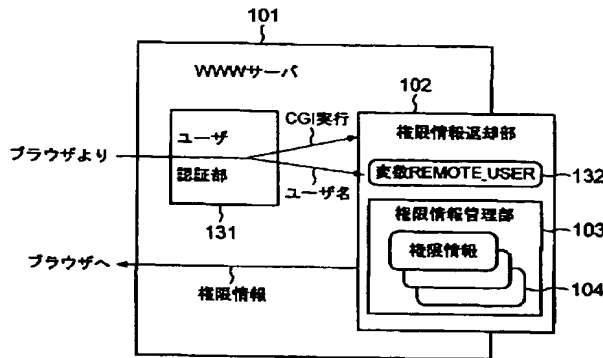 101
WWWサーバ
102
CGI実行
権限情報返却部
ユーザ
ブラウザより
認証部
変数REMOTE_USER
132
ユーザ名
131
権限情報管理部
103
権限情報
ブラウザへ
104
権限情報